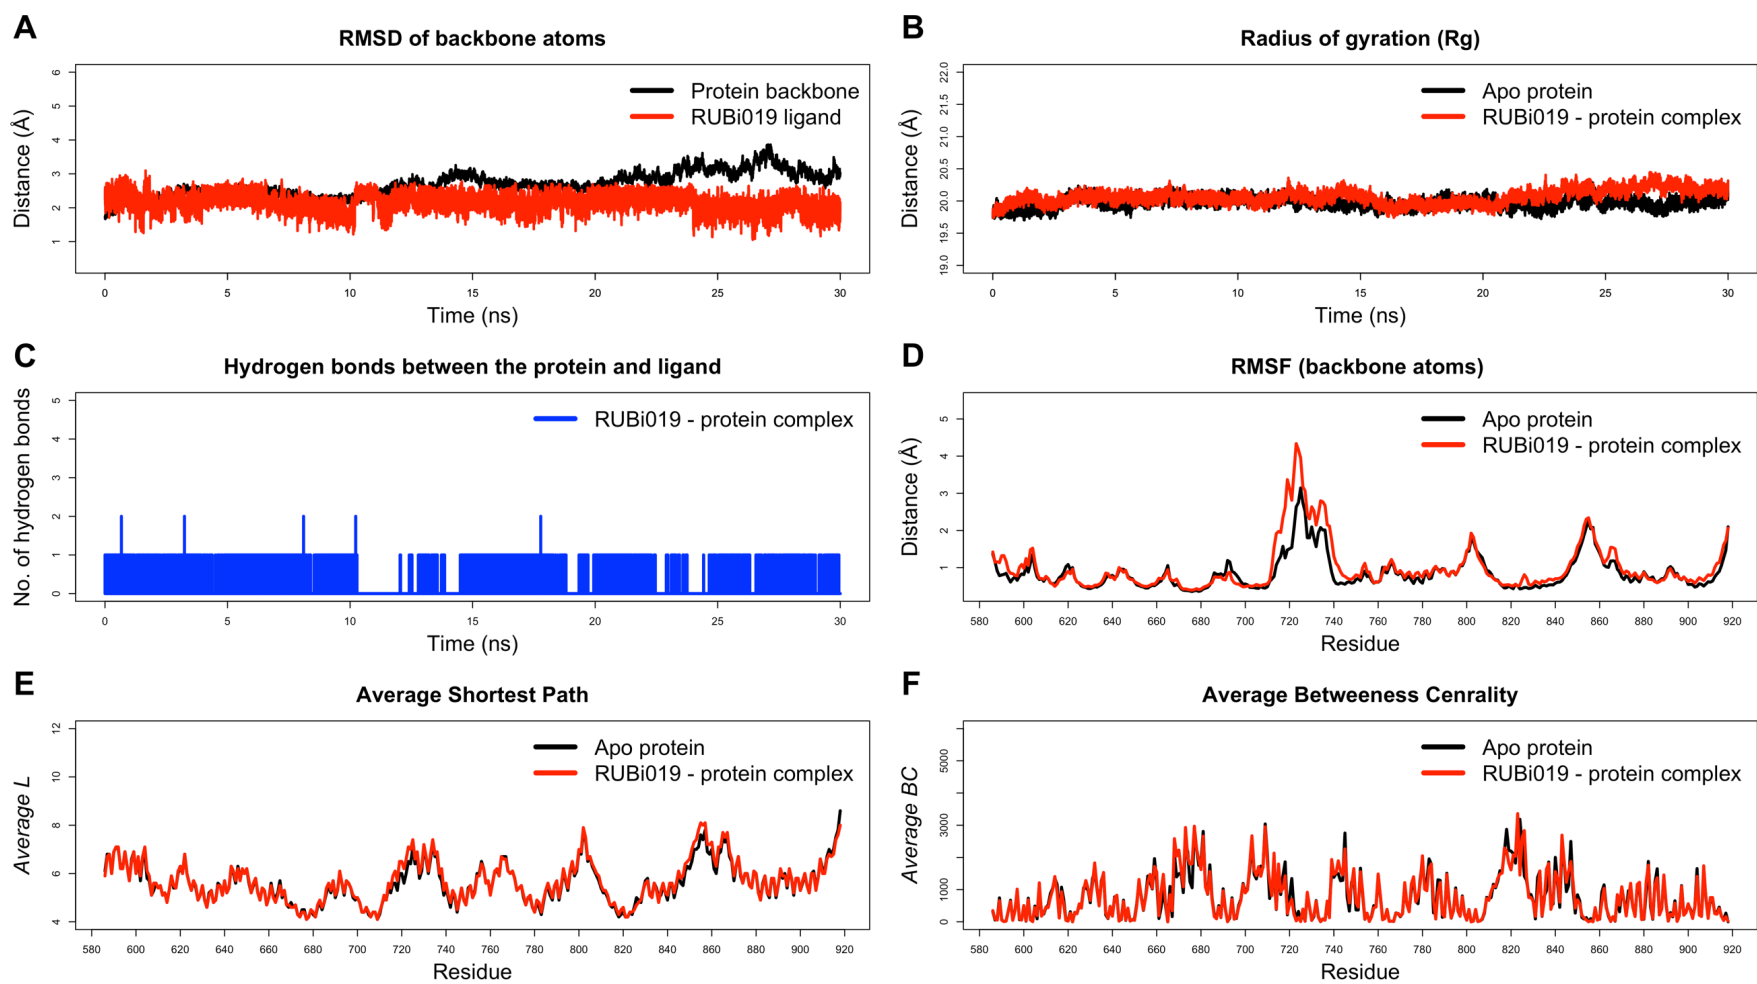 A
RMSD of backbone atoms
Protein backbone
RUBi019 ligand
Distance (Å)
6
5
4
3
2
1
0 5 10 15 20 25 30
Time (ns)
B
Radius of gyration (Rg)
Apo protein
RUBi019 - protein complex
Distance (Å)
22.0
21.5
21.0
20.5
20.0
19.5
19.0
0 5 10 15 20 25 30
Time (ns)
C
Hydrogen bonds between the protein and ligand
RUBi019 - protein complex
No. of hydrogen bonds
5
4
3
2
1
0
0 5 10 15 20 25 30
Time (ns)
D
RMSF (backbone atoms)
Apo protein
RUBi019 - protein complex
Distance (Å)
5
4
3
2
1
580 600 620 640 660 680 700 720 740 760 780 800 820 840 860 880 900 920
Residue
E
Average Shortest Path
Apo protein
RUBi019 - protein complex
Average L
12
10
8
6
4
580 600 620 640 660 680 700 720 740 760 780 800 820 840 860 880 900 920
Residue
F
Average Betweeness Cenrality
Apo protein
RUBi019 - protein complex
Average BC
5000
3000
1000
0
580 600 620 640 660 680 700 720 740 760 780 800 820 840 860 880 900 920
Residue